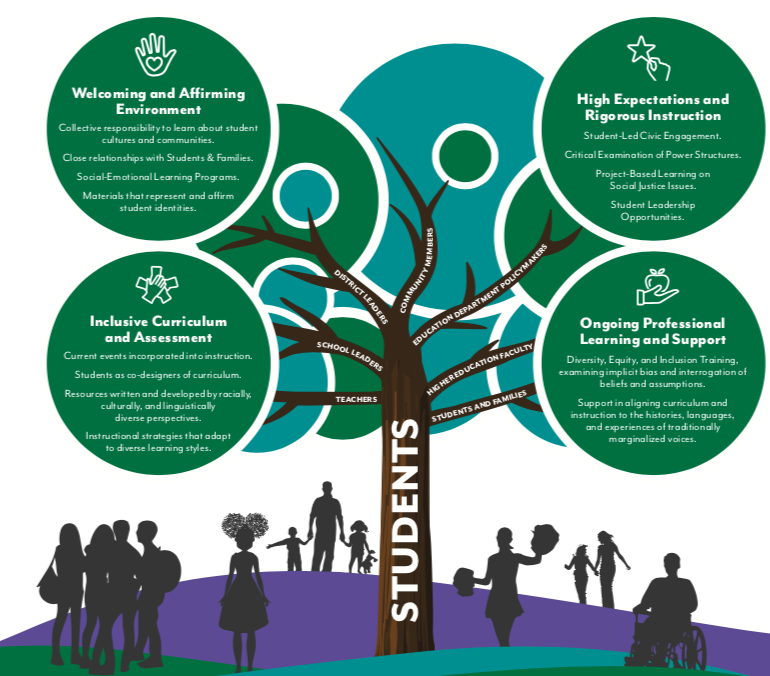 Welcoming and Affirming
Environment
Collective responsibility to learn about student
cultures and communities.
Close relationships with Students & Families.
Social-Emotional Learning Programs.
Materials that represent and affirm
student identities.
High Expectations and
Rigorous Instruction
Student-Led Civic Engagement.
Critical Examination of Power Structures.
Project-Based Learning on
Social Justice Issues.
Student Leadership
Opportunities.
Inclusive Curriculum
and Assessment
Current events incorporated into instruction.
Students as co-designers of curriculum.
Resources written and developed by racially,
culturally, and linguistically
diverse perspectives.
Instructional strategies that adapt
to diverse learning styles.
Ongoing Professional
Learning and Support
Diversity, Equity, and Inclusion Training,
examining implicit bias and interrogation of
beliefs and assumptions.
Support in aligning curriculum and
instruction to the histories, languages,
and experiences of traditionally
marginalized voices.
DISTRICT LEADERS
COMMUNITY MEMBERS
EDUCATION DEPARTMENT POLICYMAKERS
SCHOOL LEADERS
HIGHER EDUCATION FACULTY
TEACHERS
STUDENTS AND FAMILIES
STUDENTS